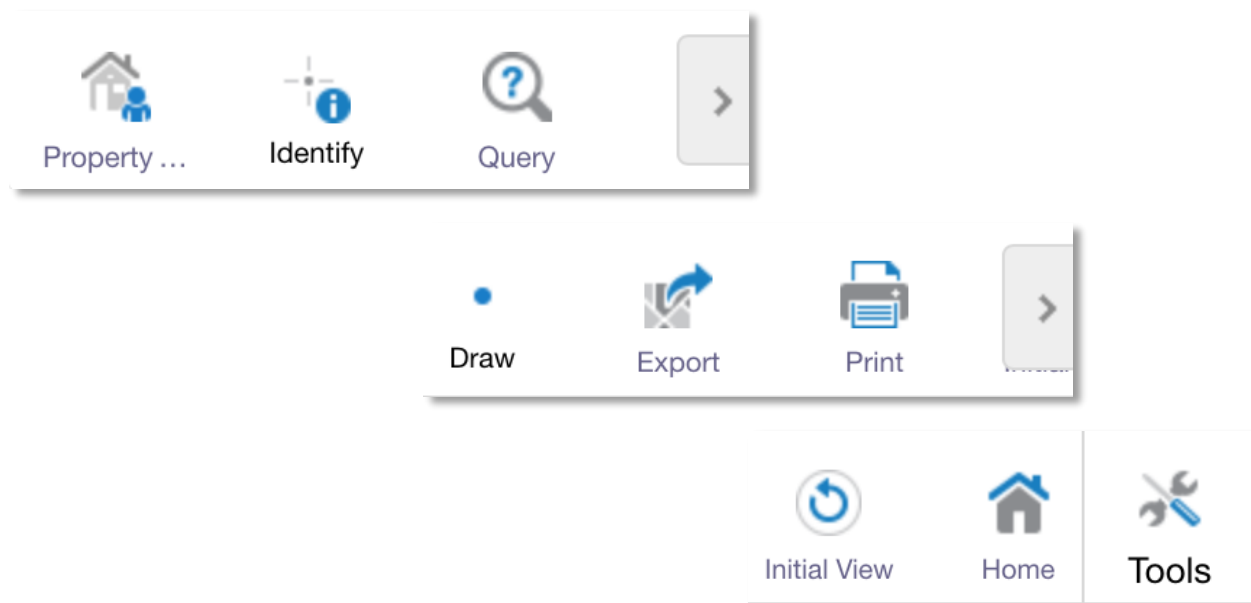 Property ...
Identify
Query
Draw
Export
Print
Initial View
Home
Tools